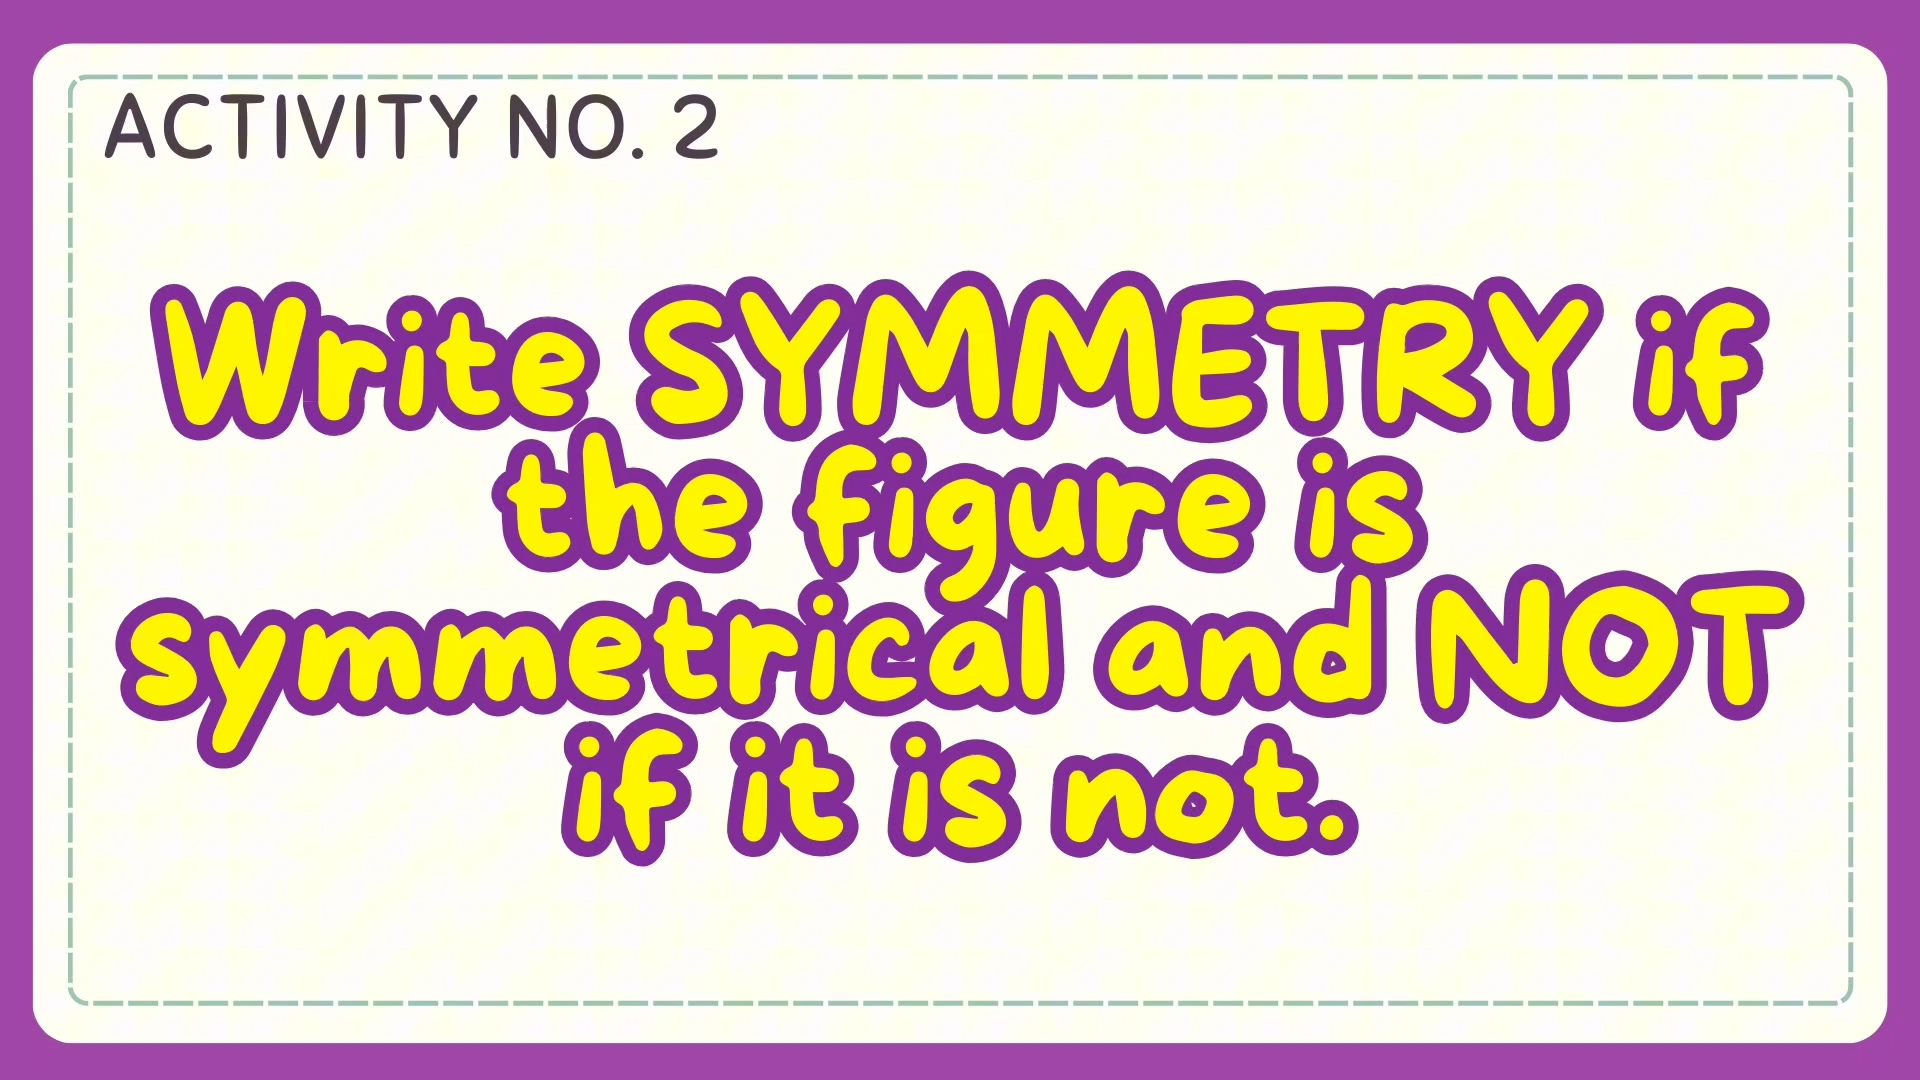 ACTIVITY NO. 2
Write SYMMETRY if
the figure is
symmetrical and NOT
if it is not.